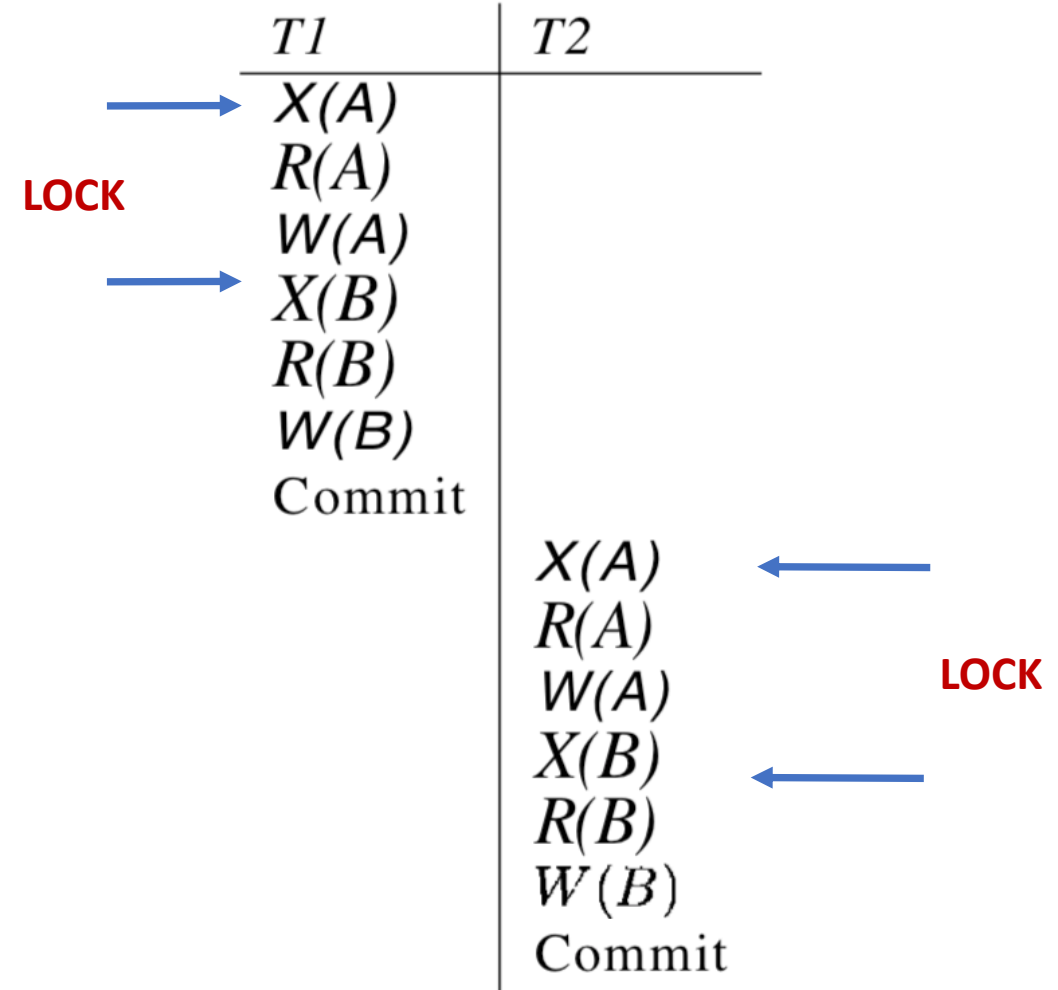 T1 T2
X(A)
R(A)
LOCK
W(A)
X(B)
R(B)
W(B)
Commit
X(A)
R(A)
LOCK
W(A)
X(B)
R(B)
W(B)
Commit